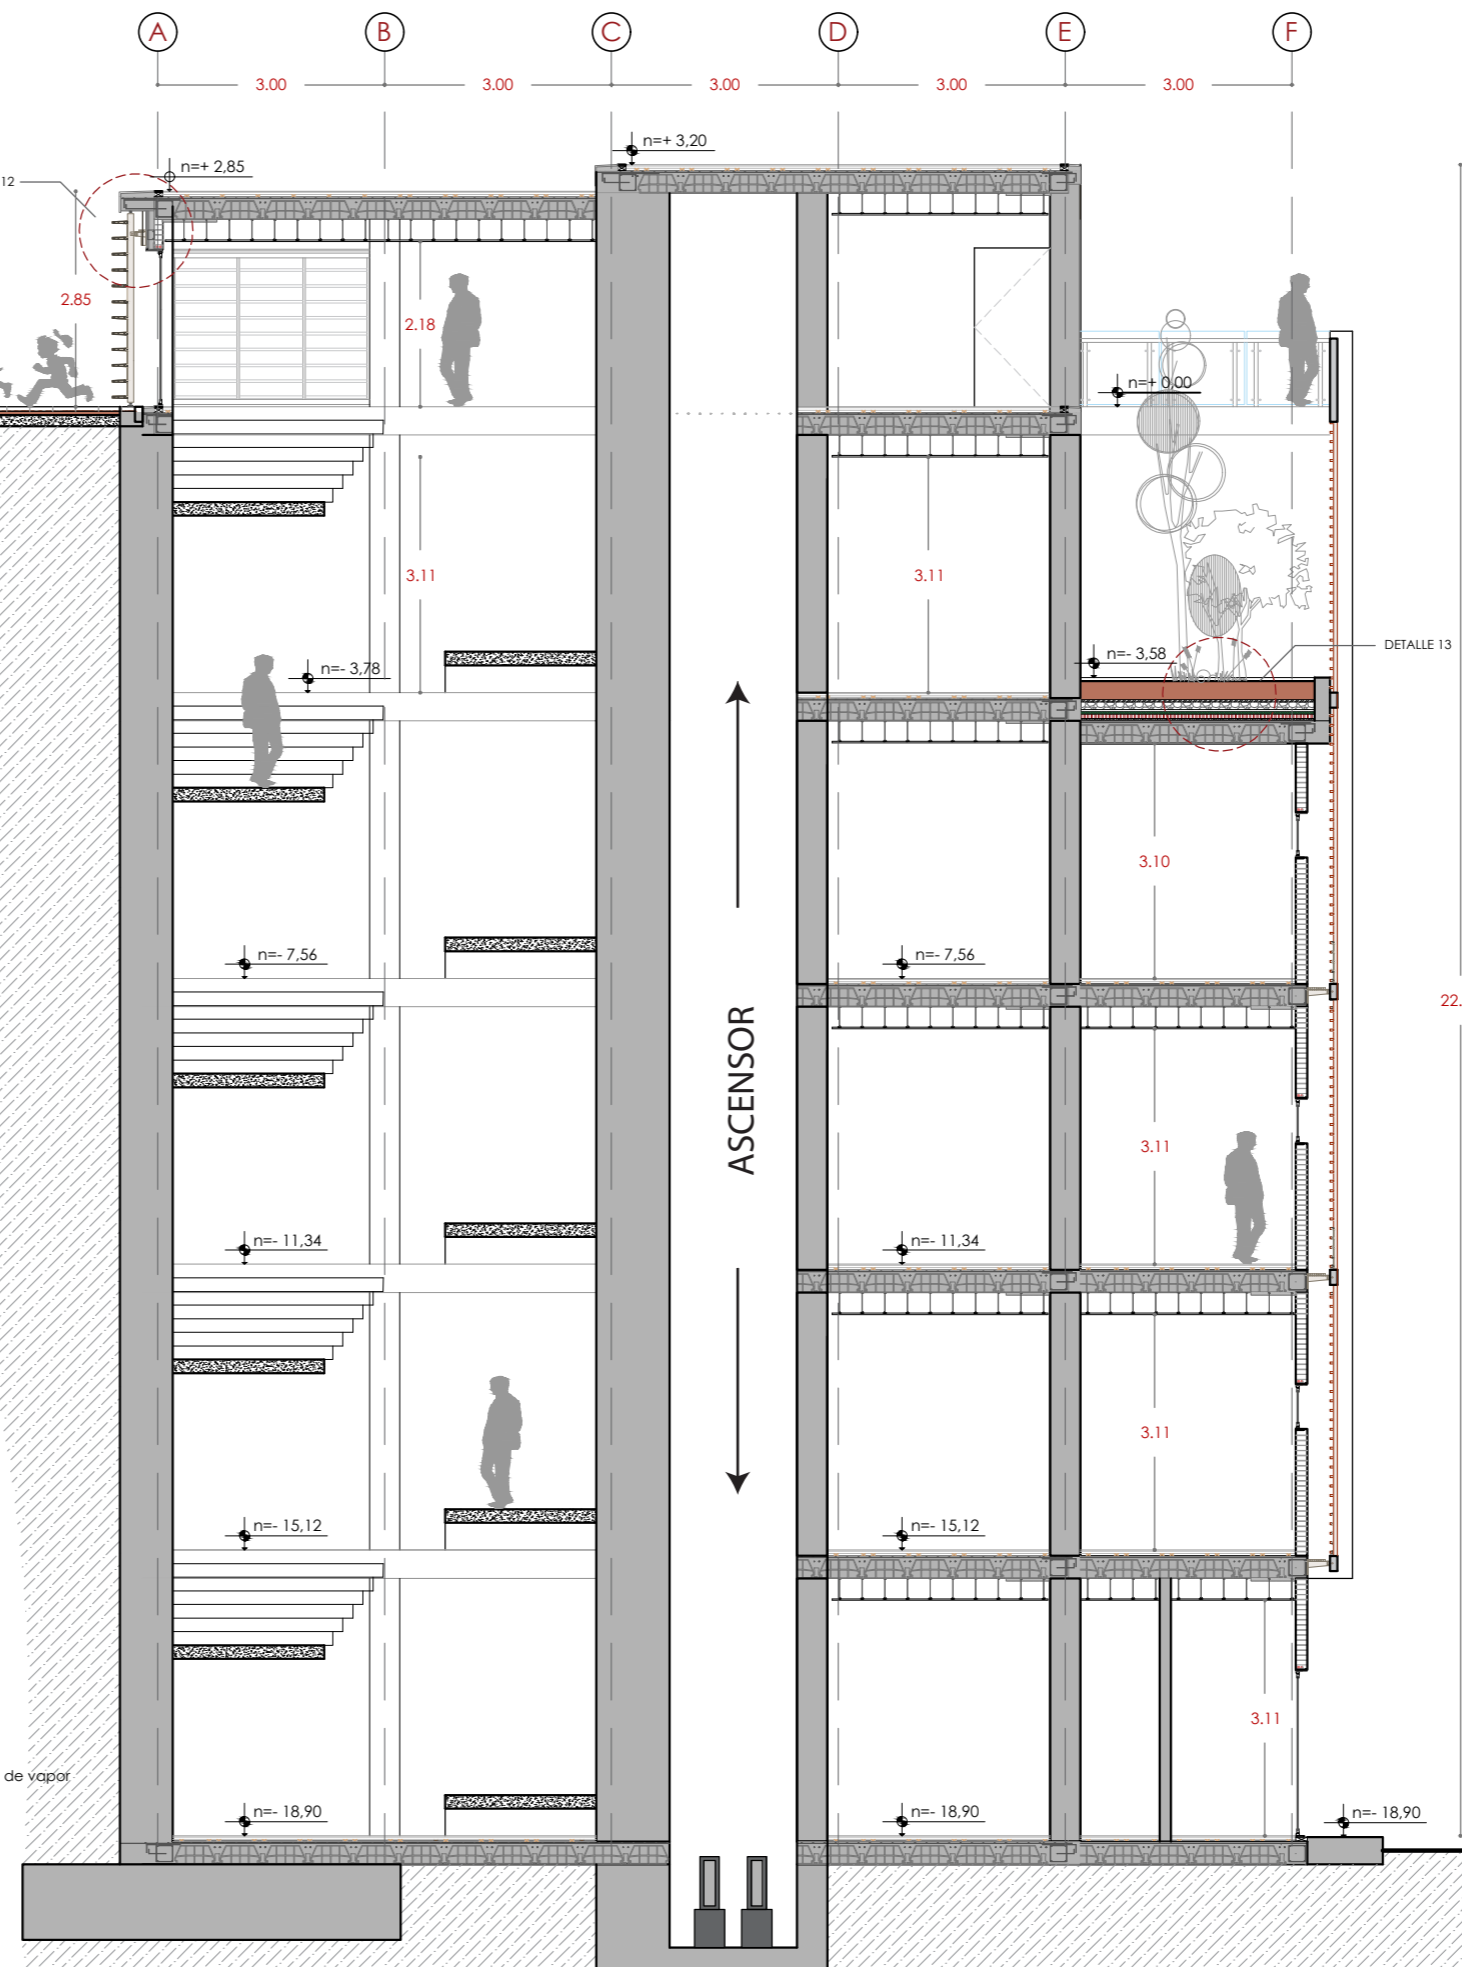 A B C D E F
3.00 3.00 3.00 3.00 3.00
n=+ 3,20
n=+ 2,85
12
2.85
2.18
n=+ 0,00
3.11
3.11
DETALLE 13
n=- 3,58
n=- 3,78
3.10
n=- 7,56
n=- 7,56
22.
ASCENSOR
3.11
n=- 11,34
n=- 11,34
3.11
n=- 15,12
n=- 15,12
3.11
de vapor
n=- 18,90
n=- 18,90
n=- 18,90